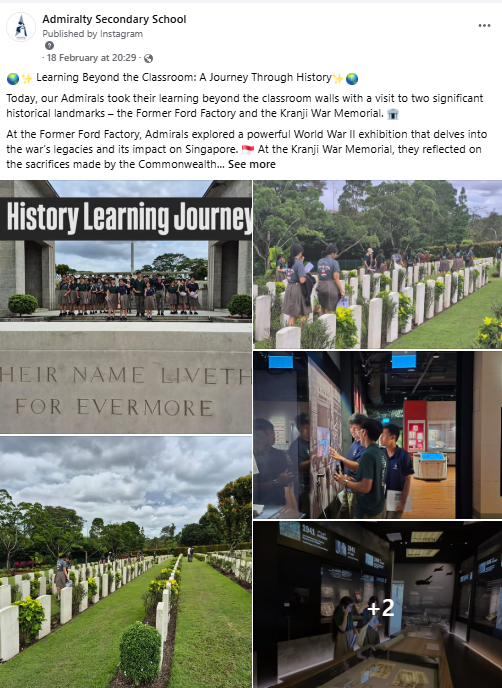 Admiralty Secondary School
Published by Instagram
· 18 February at 20:29 ·
🌏✨ Learning Beyond the Classroom: A Journey Through History✨🌏
Today, our Admirals took their learning beyond the classroom walls with a visit to two significant
historical landmarks – the Former Ford Factory and the Kranji War Memorial. 🏛️
At the Former Ford Factory, Admirals explored a powerful World War II exhibition that delves into
the war's legacies and its impact on Singapore. 🇸🇬 At the Kranji War Memorial, they reflected on
the sacrifices made by the Commonwealth... See more
History Learning Journey
HEIR NAME LIVETH
FOR EVERMORE
1941
1941
+2